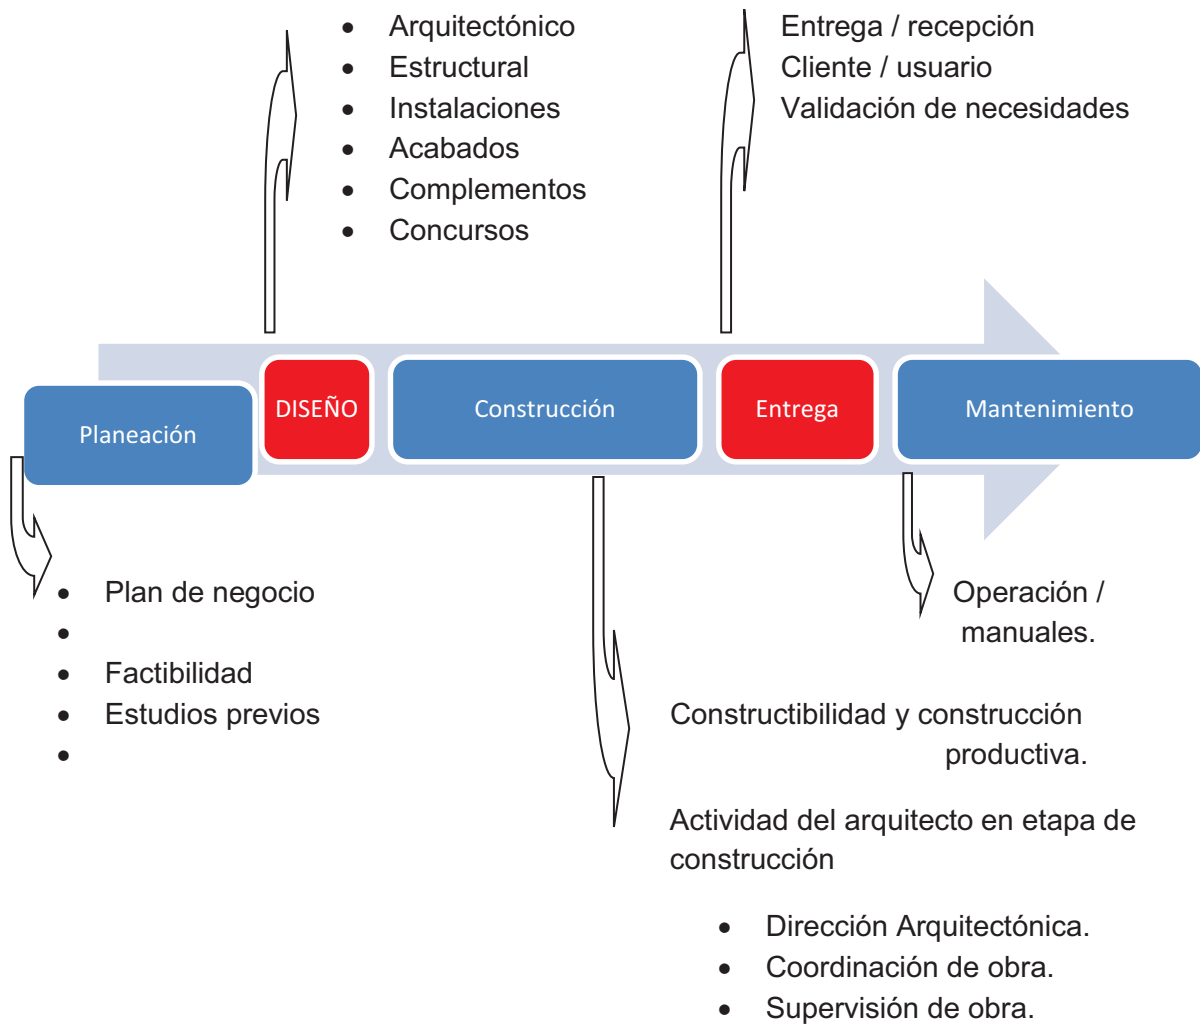 • Arquitectónico
• Estructural
• Instalaciones
• Acabados
• Complementos
• Concursos
Entrega / recepción
Cliente / usuario
Validación de necesidades
Planeación
DISEÑO
Construcción
Entrega
Mantenimiento
• Plan de negocio
•
• Factibilidad
• Estudios previos
•
Operación /
manuales.
Constructibilidad y construcción
productiva.
Actividad del arquitecto en etapa de
construcción
• Dirección Arquitectónica.
• Coordinación de obra.
• Supervisión de obra.